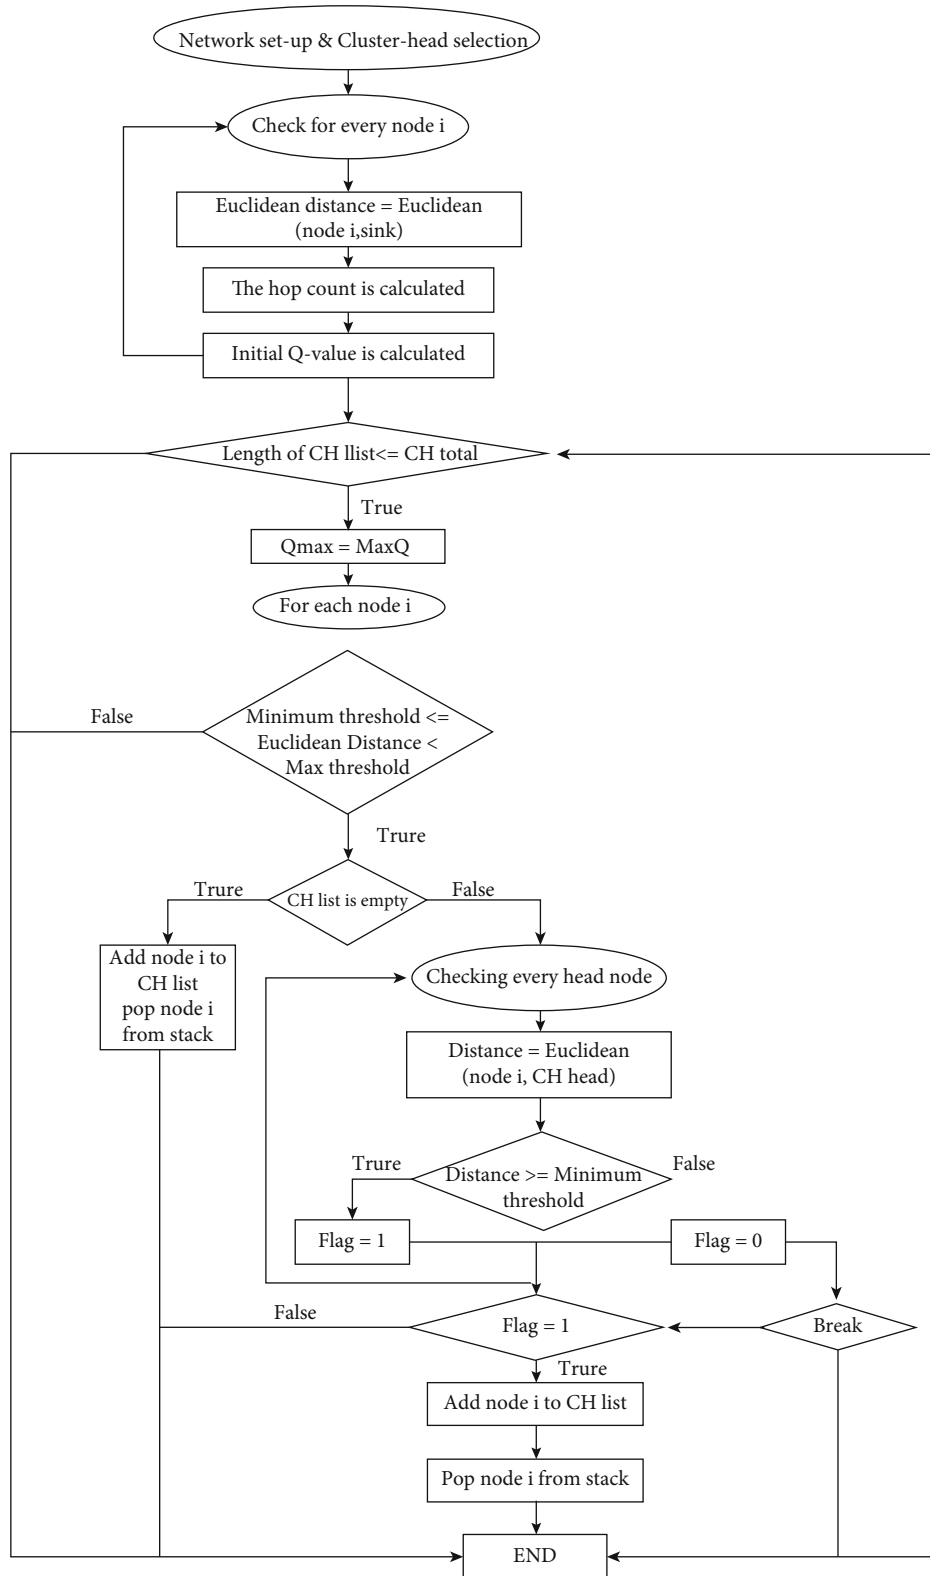 Network set-up & Cluster-head selection
Check for every node i
Euclidean distance = Euclidean
(node i,sink)
The hop count is calculated
Initial Q-value is calculated
Length of CH llist<= CH total
True
Qmax = MaxQ
For each node i
False
Minimum threshold <=
Euclidean Distance <
Max threshold
Trure
Trure
CH list is empty
False
Add node i to
CH list
pop node i
from stack
Checking every head node
Distance = Euclidean
(node i, CH head)
Trure
Distance >= Minimum
threshold
False
Flag = 1
Flag = 0
False
Flag = 1
Break
Trure
Add node i to CH list
Pop node i from stack
END